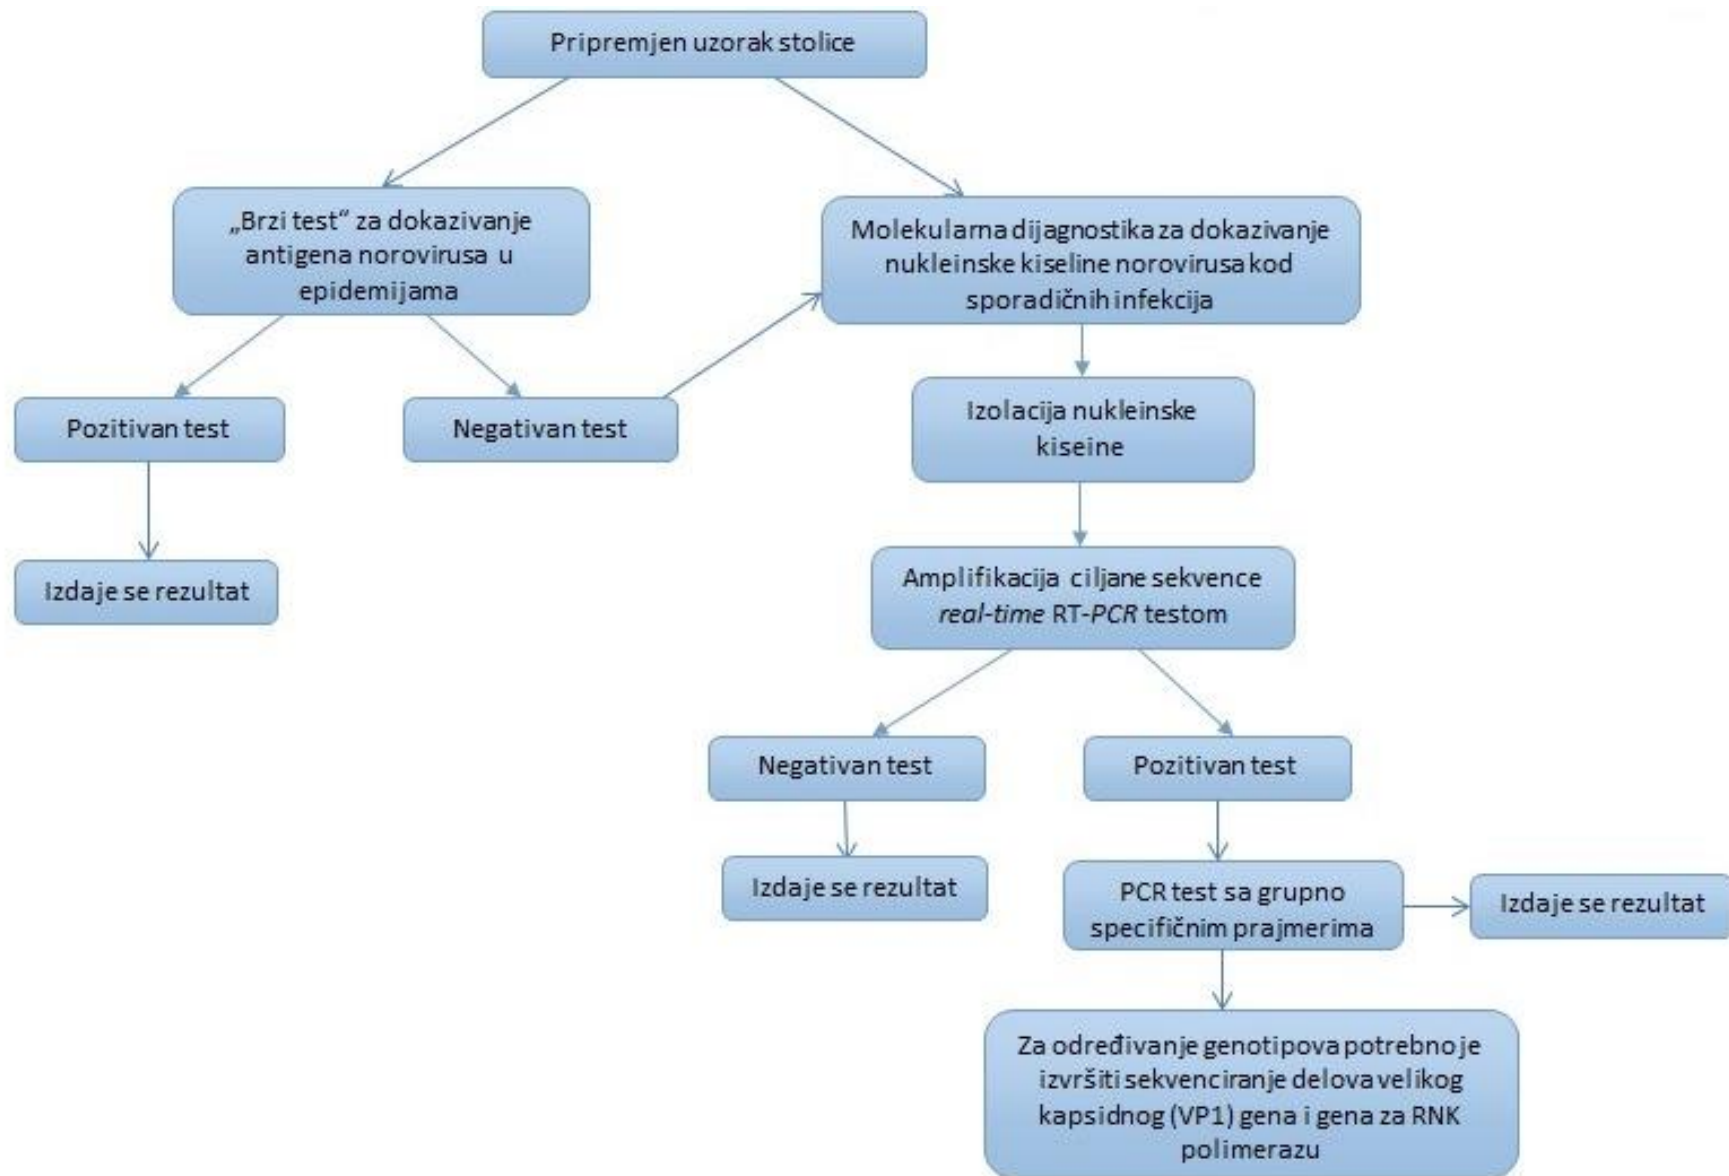 Pripremjen uzorak stolice
„Brzi test“ za dokazivanje
antigena norovirusa u
epidemijama
Molekularna dijagnostika za dokazivanje
nukleinske kiseline norovirusa kod
sporadičnih infekcija
Pozitivan test
Negativan test
Izolacija nukleinske
kiseine
Izdaje se rezultat
Amplifikacija ciljane sekvence
real-time RT-PCR testom
Negativan test
Pozitivan test
Izdaje se rezultat
PCR test sa grupno
specifičnim prajmerima
Izdaje se rezultat
Za određivanje genotipova potrebno je
izvršiti sekvenciranje delova velikog
kapsidnog (VP1) gena i gena za RNK
polimerazu